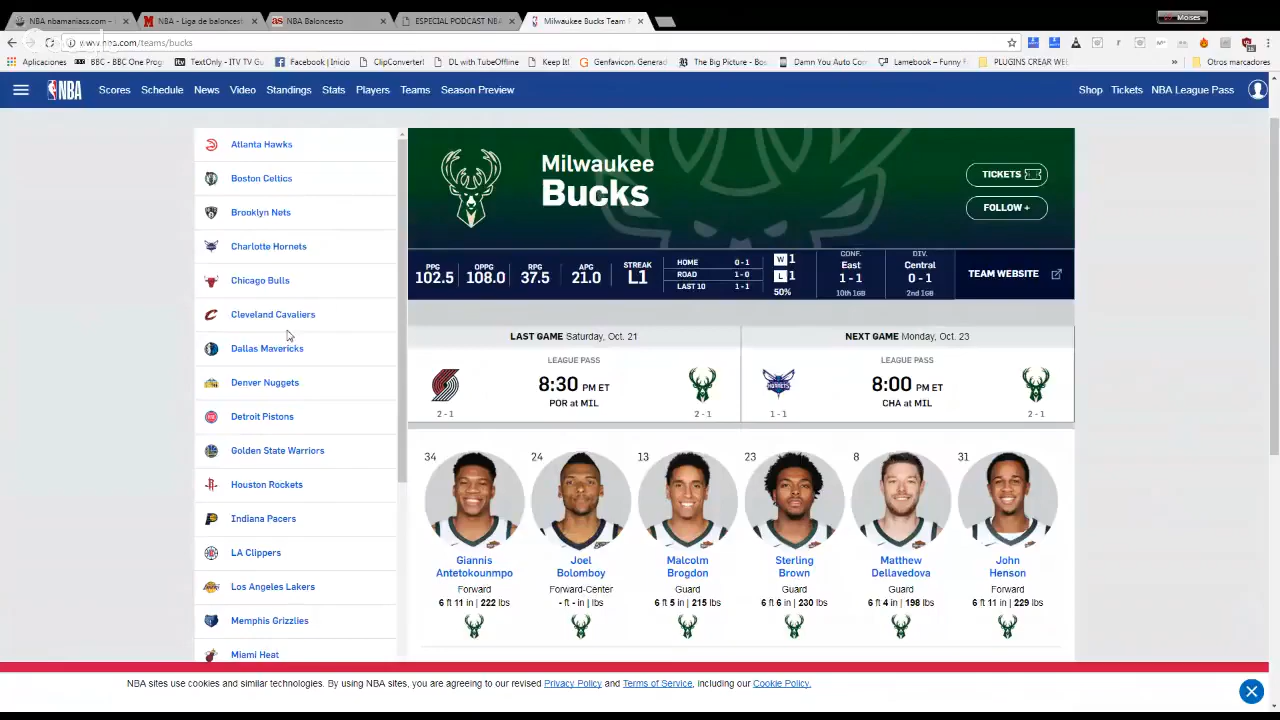 NBA nbamaniacs.com –
NBA - Liga de balonces
NBA Baloncesto
ESPECIAL PODCAST NBA
Milwaukee Bucks Team
Moises
/teams/bucks
Aplicaciones
BBC - BBC One Prog
TextOnly - ITV TV Gu
Facebook | Inicio
ClipConverter!
DL with TubeOffline
Keep It!
Genfavicon. Generad
The Big Picture - Bos
Damn You Auto Con
Lamebook – Funny F
PLUGINS CREAR WEB
»
Otros marcadores
NBA
Scores
Schedule
News
Video
Standings
Stats
Players
Teams
Season Preview
Shop
Tickets
NBA League Pass
Atlanta Hawks
Boston Celtics
Brooklyn Nets
Charlotte Hornets
Chicago Bulls
Cleveland Cavaliers
Dallas Mavericks
Denver Nuggets
Detroit Pistons
Golden State Warriors
Houston Rockets
Indiana Pacers
LA Clippers
Los Angeles Lakers
Memphis Grizzlies
Miami Heat
Milwaukee
Bucks
TICKETS
FOLLOW +
PPG
102.5
OPPG
108.0
RPG
37.5
APG
21.0
STREAK
L1
HOME 0 - 1
ROAD 1 - 0
LAST 10 1 - 1
W 1
L 1
50%
CONF.
East
1 - 1
10th | GB
DIV.
Central
0 - 1
2nd | GB
TEAM WEBSITE
LAST GAME Saturday, Oct. 21
LEAGUE PASS
8:30 PM ET
POR at MIL
2 - 1
2 - 1
NEXT GAME Monday, Oct. 23
LEAGUE PASS
HORNETS
8:00 PM ET
CHA at MIL
1 - 1
2 - 1
34
Giannis
Antetokounmpo
Forward
6 ft 11 in | 222 lbs
24
Joel
Bolomboy
Forward-Center
- ft - in | lbs
13
Malcolm
Brogdon
Guard
6 ft 5 in | 215 lbs
23
Sterling
Brown
Guard
6 ft 6 in | 230 lbs
8
Matthew
Dellavedova
Guard
6 ft 4 in | 198 lbs
31
John
Henson
Forward
6 ft 11 in | 229 lbs
NBA sites use cookies and similar technologies. By using NBA sites, you are agreeing to our revised Privacy Policy and Terms of Service, including our Cookie Policy.